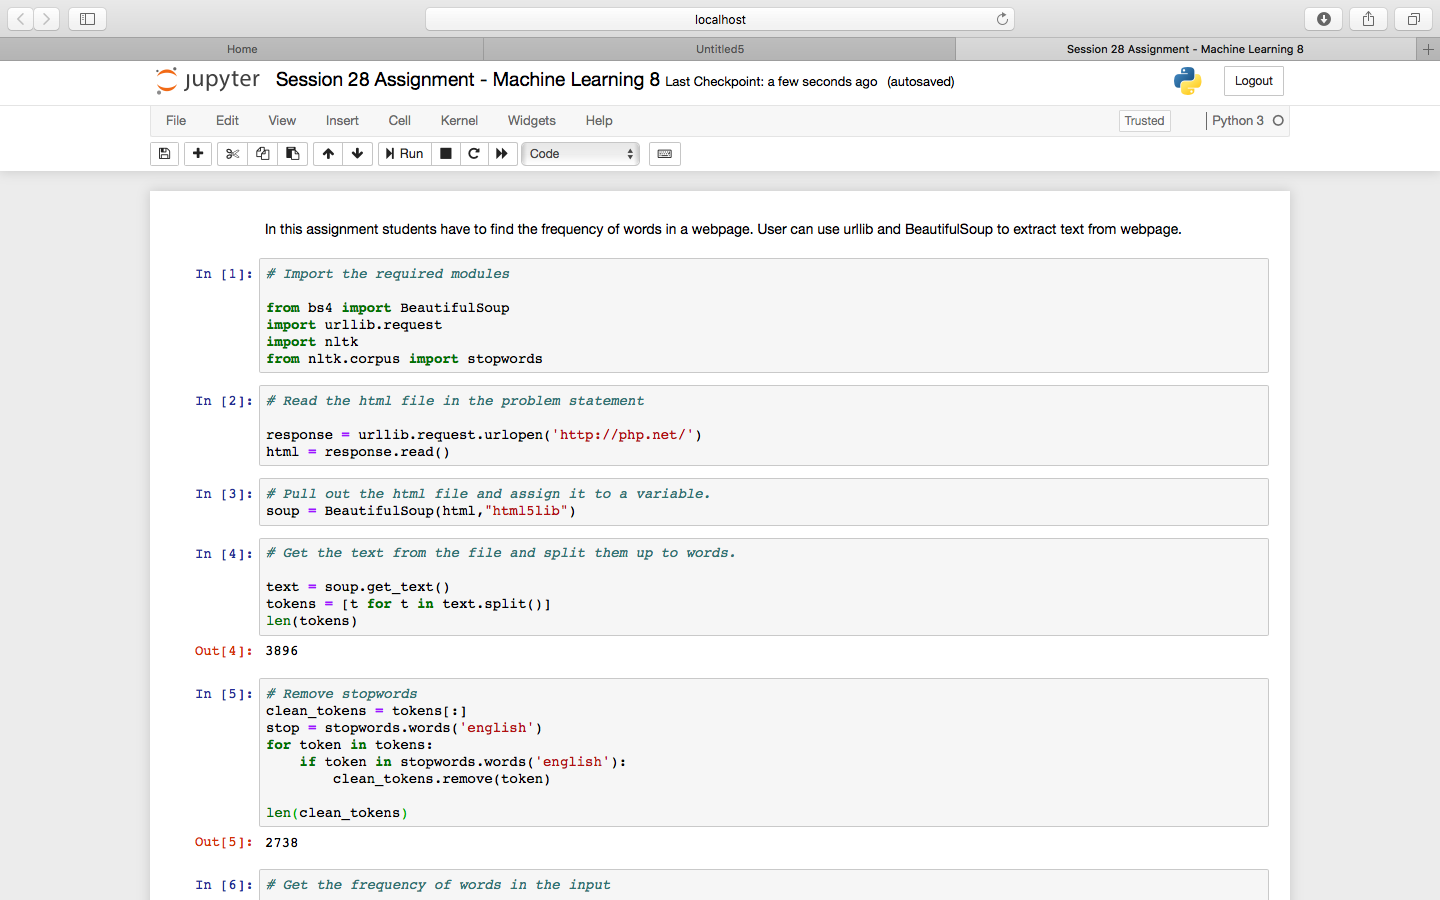 localhost
Home
Untitled5
Session 28 Assignment - Machine Learning 8
jupyter Session 28 Assignment - Machine Learning 8 Last Checkpoint: a few seconds ago (autosaved)
Logout
File Edit View Insert Cell Kernel Widgets Help
Trusted
Python 3
Run
Code
In this assignment students have to find the frequency of words in a webpage. User can use urllib and BeautifulSoup to extract text from webpage.
In [1]: # Import the required modules
from bs4 import BeautifulSoup
import urllib.request
import nltk
from nltk.corpus import stopwords
In [2]: # Read the html file in the problem statement
response = urllib.request.urlopen('http://php.net/')
html = response.read()
In [3]: # Pull out the html file and assign it to a variable.
soup = BeautifulSoup(html,"html5lib")
In [4]: # Get the text from the file and split them up to words.
text = soup.get_text()
tokens = [t for t in text.split()]
len(tokens)
Out[4]: 3896
In [5]: # Remove stopwords
clean_tokens = tokens[:]
stop = stopwords.words('english')
for token in tokens:
    if token in stopwords.words('english'):
        clean_tokens.remove(token)
len(clean_tokens)
Out[5]: 2738
In [6]: # Get the frequency of words in the input